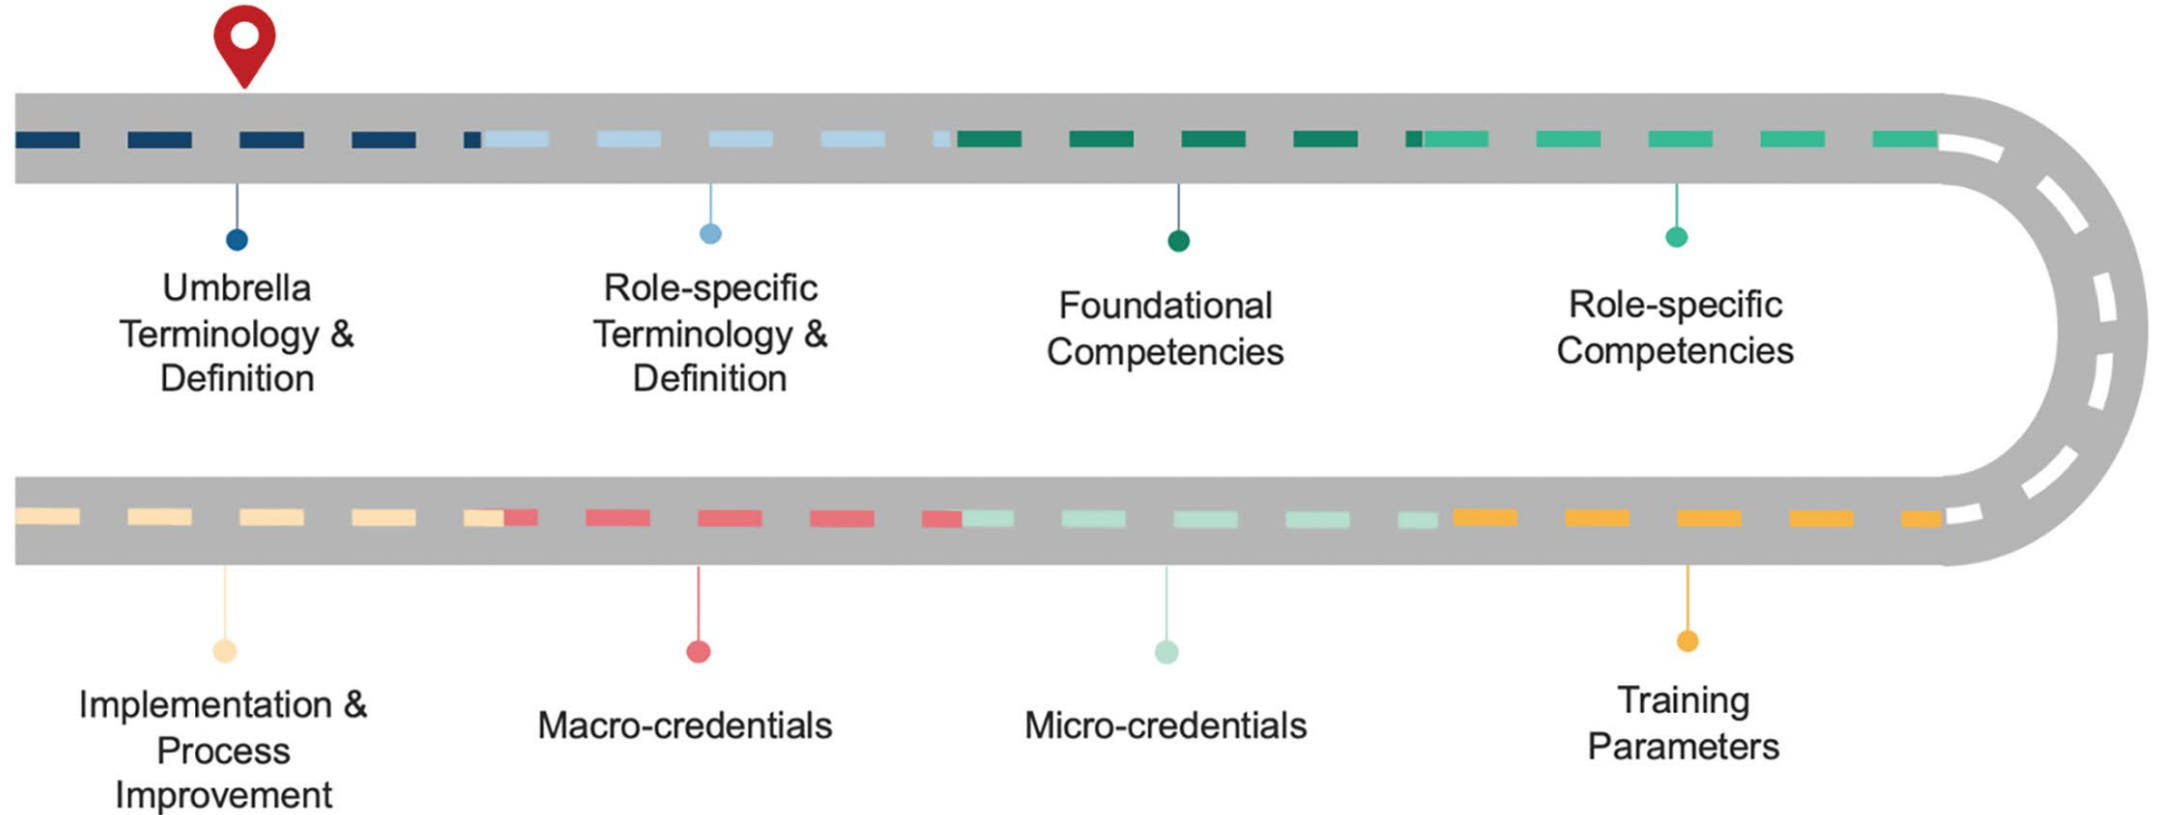 Umbrella
Terminology &
Definition
Role-specific
Terminology &
Definition
Foundational
Competencies
Role-specific
Competencies
Implementation &
Process
Improvement
Macro-credentials
Micro-credentials
Training
Parameters